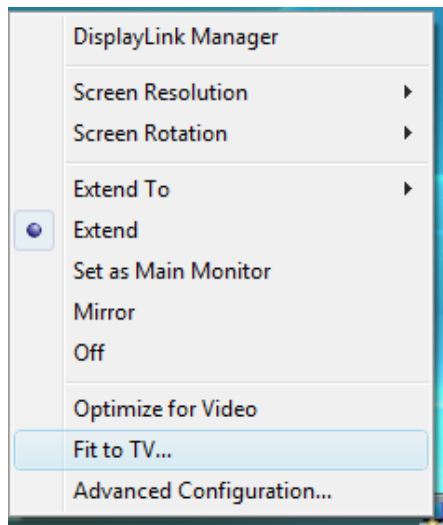 DisplayLink Manager
Screen Resolution
Screen Rotation
Extend To
Extend
Set as Main Monitor
Mirror
Off
Optimize for Video
Fit to TV...
Advanced Configuration...